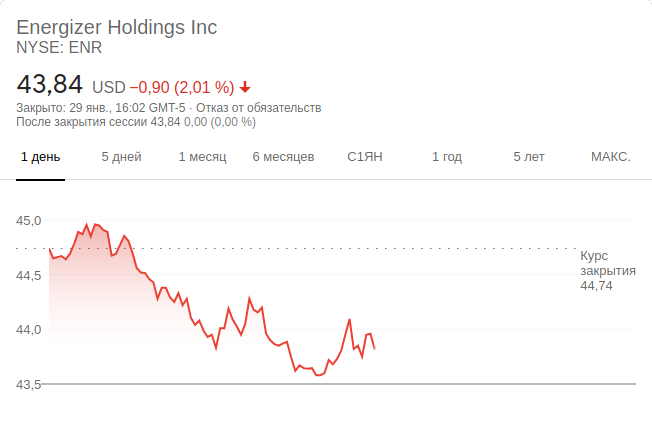 Energizer Holdings Inc
NYSE: ENR
43,84 USD −0,90 (2,01 %)
Закрыто: 29 янв., 16:02 GMT-5 · Отказ от обязательств
После закрытия сессии 43,84 0,00 (0,00 %)
1 день 5 дней 1 месяц 6 месяцев С1ЯН 1 год 5 лет МАКС.
45,0
44,5
44,0
43,5
Курс
закрытия
44,74